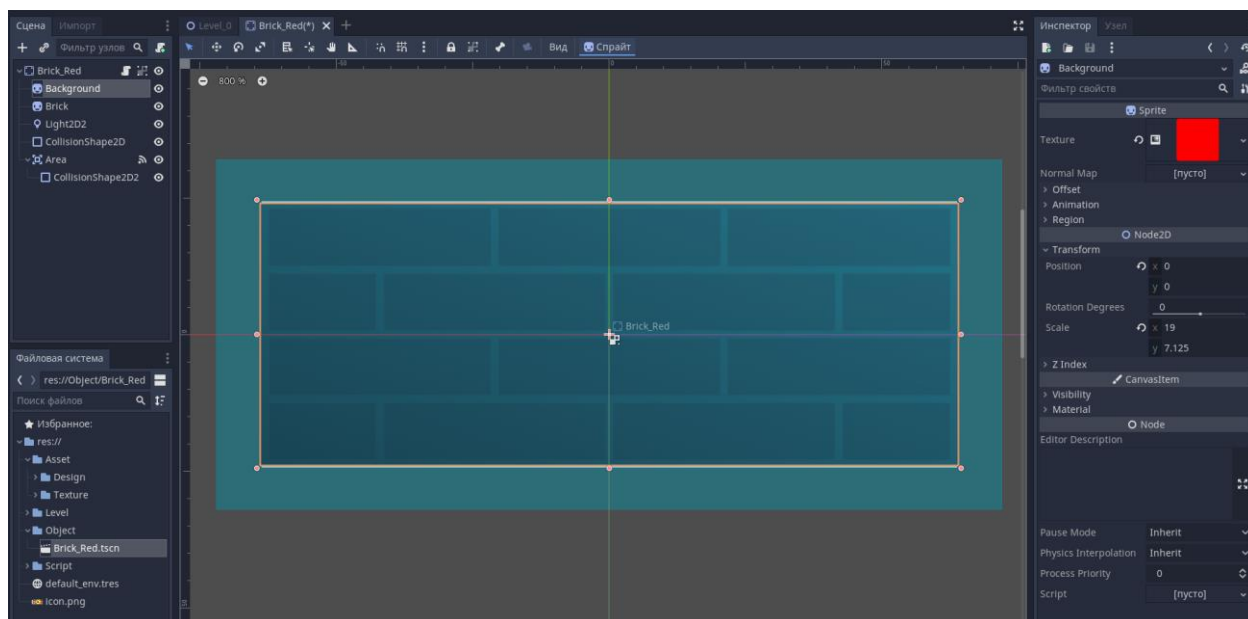 Сцена Импорт
Фильтр узлов
Brick_Red
Background
Brick
Light2D2
CollisionShape2D
Area
CollisionShape2D2
Файловая система
res://Object/Brick_Red
Поиск файлов
Избранное:
res://
Asset
Design
Texture
Level
Object
Brick_Red.tscn
Script
default_env.tres
icon.png
Level_0 Brick_Red(*)
Вид Спрайт
800 %
0 50
Brick_Red
Инспектор Узел
Background
Фильтр свойств
Sprite
Texture
Normal Map [пусто]
Offset
Animation
Region
Node2D
Transform
Position x 0
y 0
Rotation Degrees 0
Scale x 19
y 7.125
Z Index
CanvasItem
Visibility
Material
Node
Editor Description
Pause Mode Inherit
Physics Interpolation Inherit
Process Priority 0
Script [пусто]